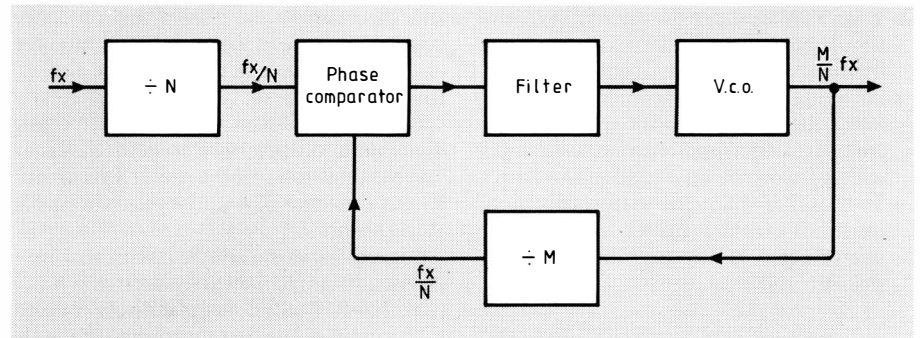 fx
÷ N
fx/N
Phase
comparator
Filter
V.c.o.
M
N
fx
÷ M
fx
N